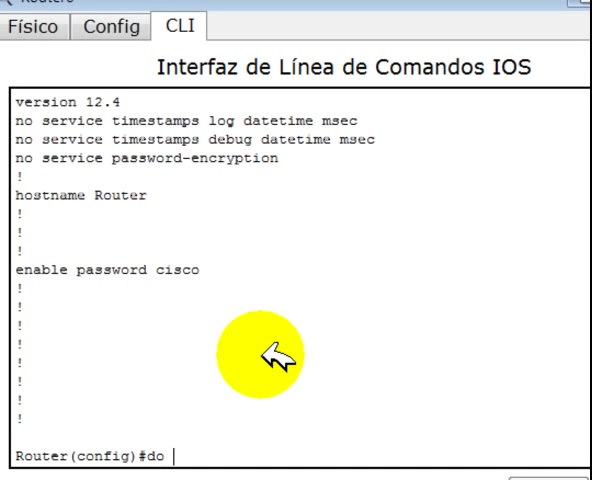 Físico Config CLI
Interfaz de Línea de Comandos IOS
version 12.4
no service timestamps log datetime msec
no service timestamps debug datetime msec
no service password-encryption
!
hostname Router
!
!
!
enable password cisco
!
!
!
!
!
!
!
!
Router(config)#do